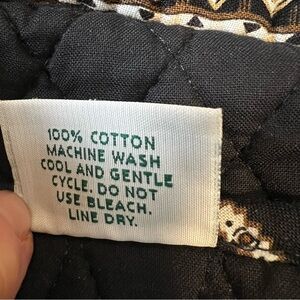 100% COTTON
MACHINE WASH
COOL AND GENTLE
CYCLE. DO NOT
USE BLEACH.
LINE DRY.